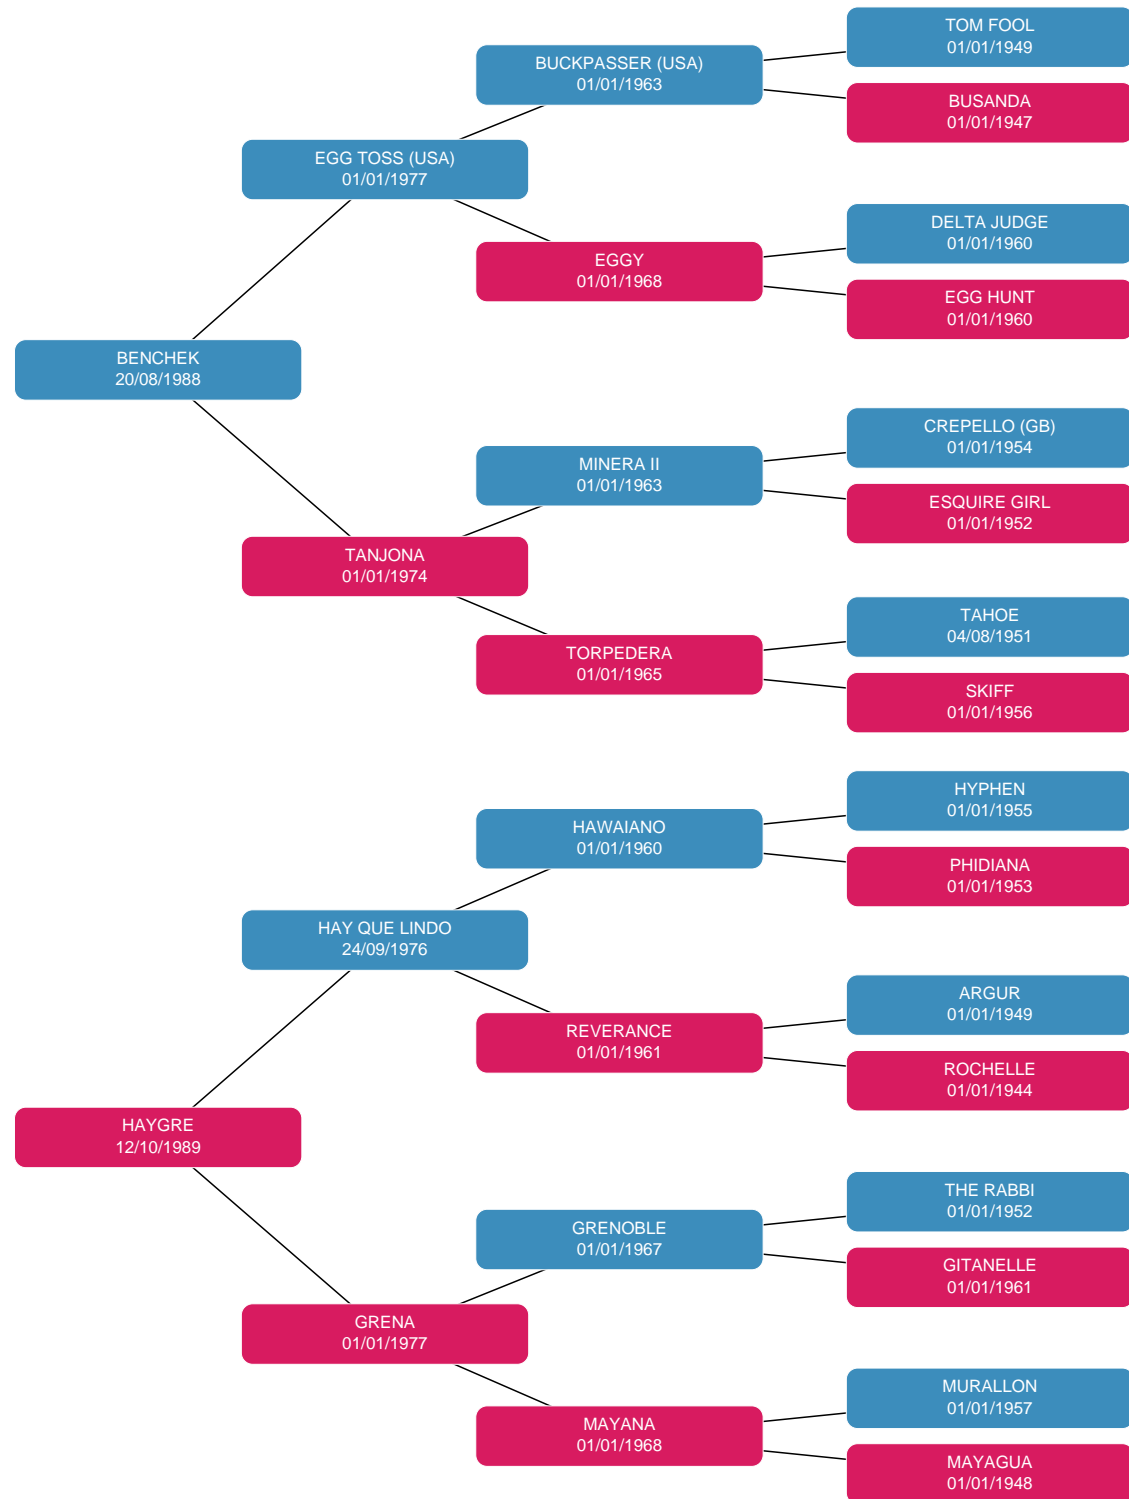 TOM FOOL
01/01/1949
BUCKPASSER (USA)
01/01/1963
BUSANDA
01/01/1947
EGG TOSS (USA)
01/01/1977
DELTA JUDGE
01/01/1960
EGGY
01/01/1968
EGG HUNT
01/01/1960
BENCHEK
20/08/1988
CREPELLO (GB)
01/01/1954
MINERA II
01/01/1963
ESQUIRE GIRL
01/01/1952
TANJONA
01/01/1974
TAHOE
04/08/1951
TORPEDERA
01/01/1965
SKIFF
01/01/1956
HYPHEN
01/01/1955
HAWAIANO
01/01/1960
PHIDIANA
01/01/1953
HAY QUE LINDO
24/09/1976
ARGUR
01/01/1949
REVERANCE
01/01/1961
ROCHELLE
01/01/1944
HAYGRE
12/10/1989
THE RABBI
01/01/1952
GRENOBLE
01/01/1967
GITANELLE
01/01/1961
GRENA
01/01/1977
MURALLON
01/01/1957
MAYANA
01/01/1968
MAYAGUA
01/01/1948